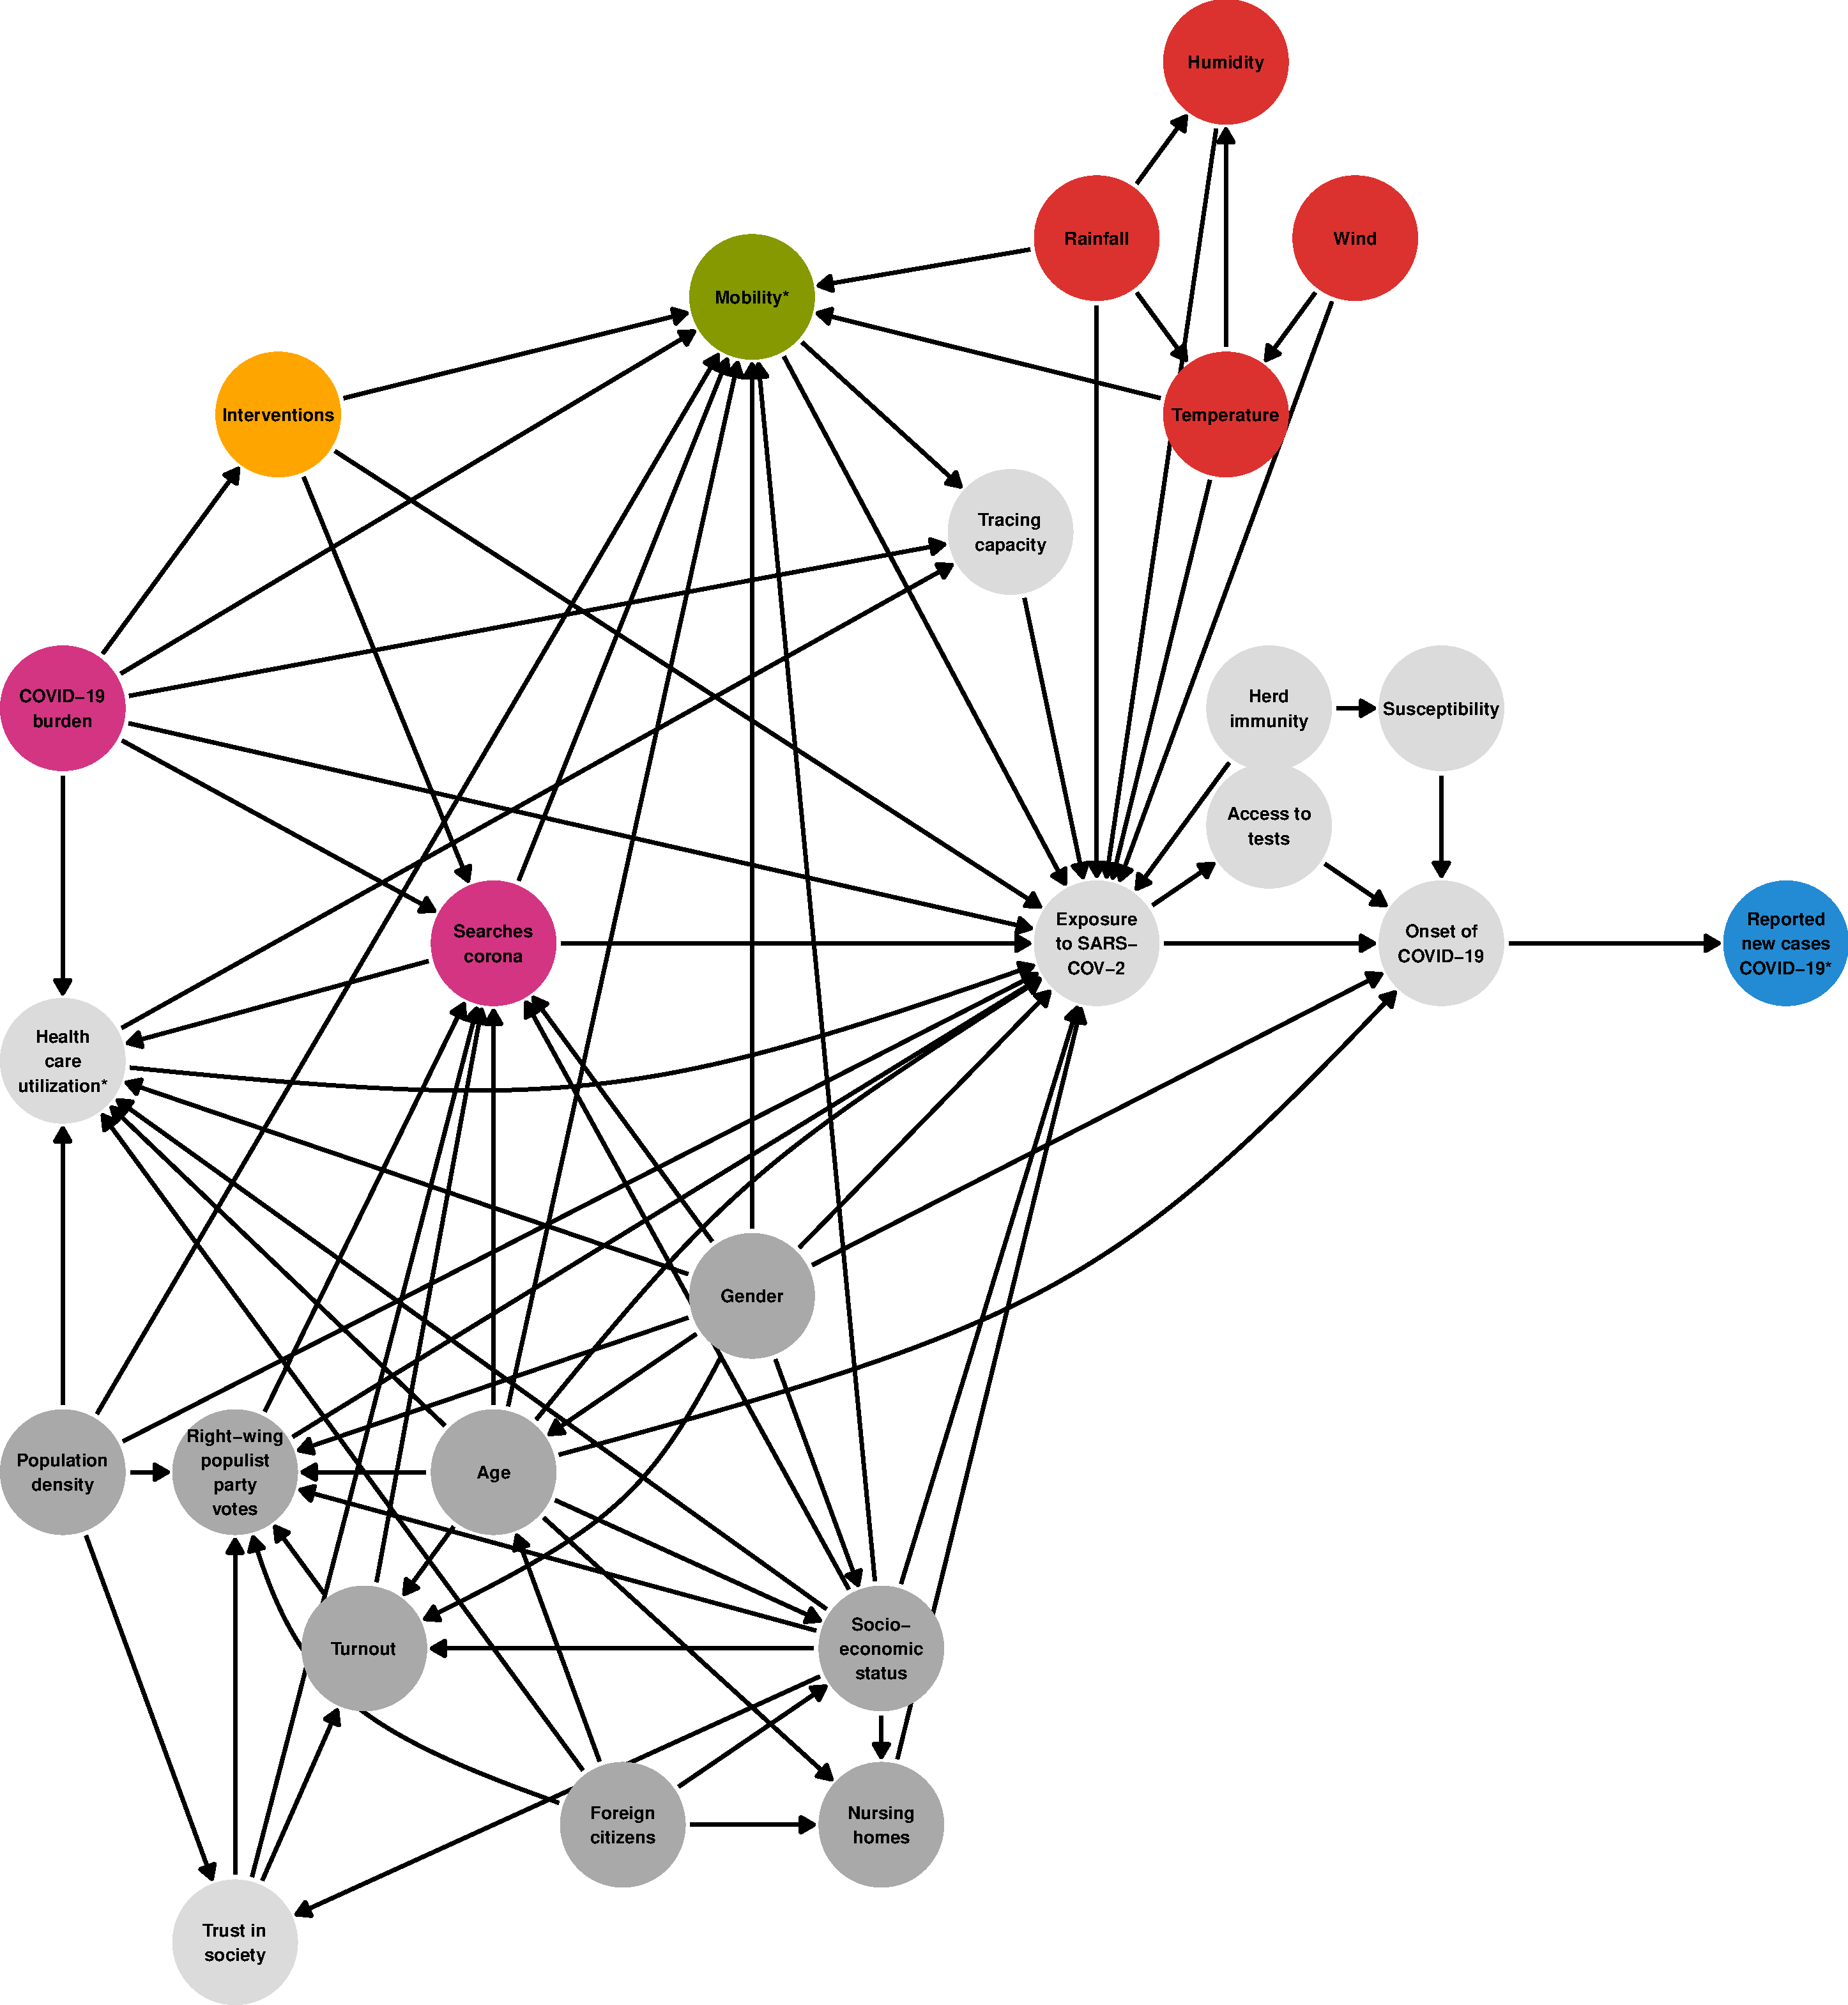 Humidity
Rainfall
Wind
Mobility*
Interventions
Temperature
Tracing
capacity
COVID−19
burden
Herd
immunity
Susceptibility
Access to
tests
Searches
corona
Exposure
to SARS−
COV−2
Onset of
COVID−19
Reported
new cases
COVID−19*
Health
care
utilization*
Gender
Population
density
Right−wing
populist
party
votes
Age
Turnout
Socio−
economic
status
Foreign
citizens
Nursing
homes
Trust in
society